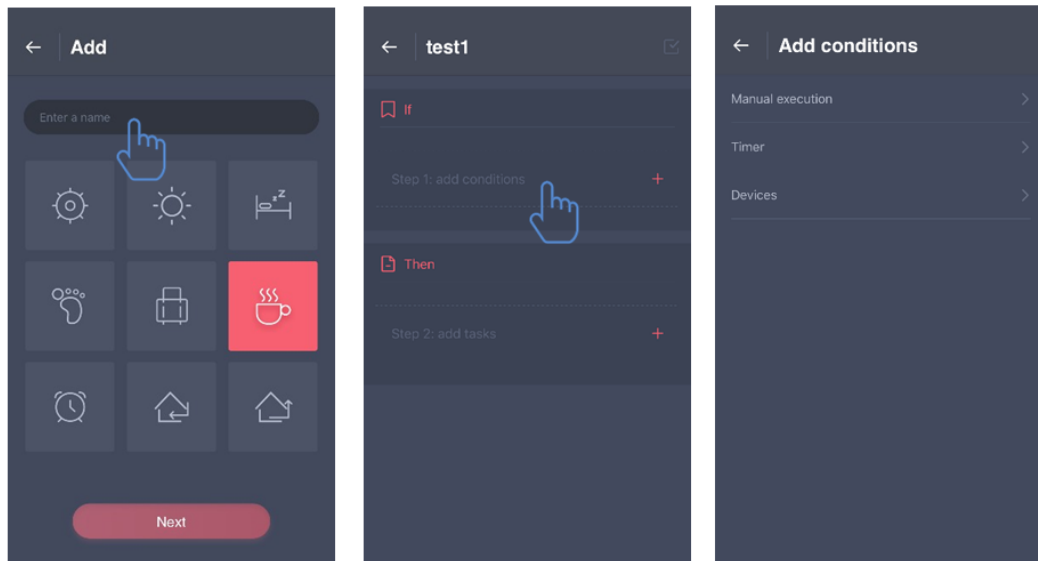 Add
Enter a name
Next
test1
If
Step 1: add conditions
Then
Step 2: add tasks
Add conditions
Manual execution
Timer
Devices